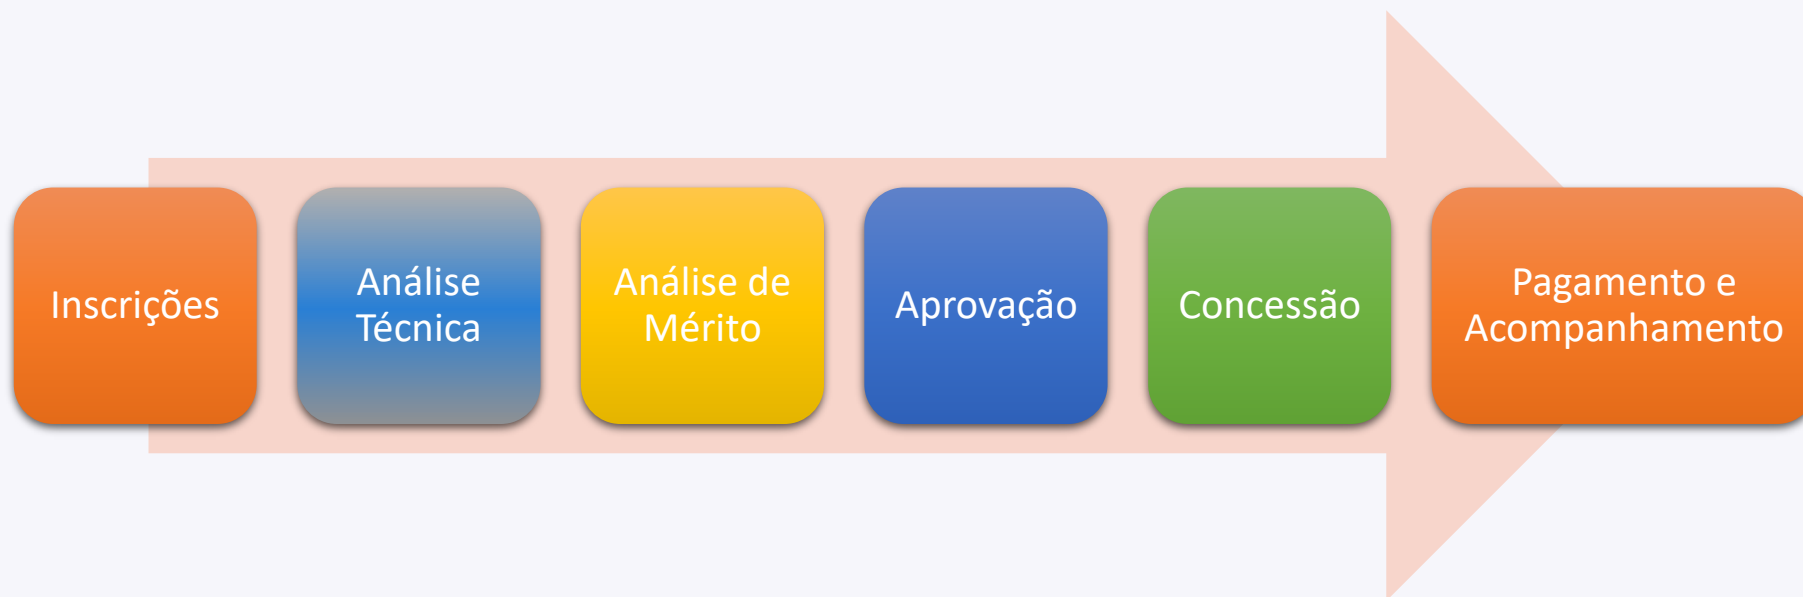 Inscrições
Análise
Técnica
Análise de
Mérito
Aprovação
Concessão
Pagamento e
Acompanhamento